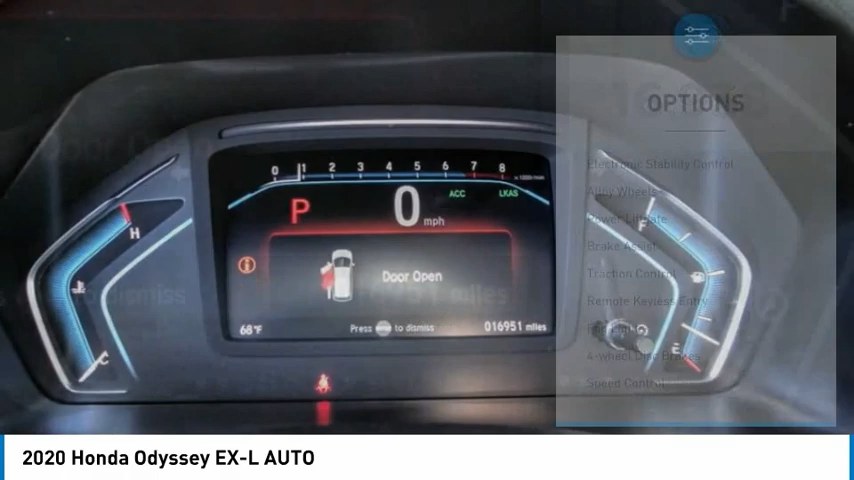 0 1 2 3 4 5 6 7 8
x 1000r/min
P 0 mph
ACC LKAS
H
C
F
E
Door Open
68°F
Press to dismiss
016951 miles
OPTIONS
Electronic Stability Control
Alloy Wheels
Power Liftgate
Brake Assist
Traction Control
Remote Keyless Entry
4-wheel Disc Brakes
Speed Control
2020 Honda Odyssey EX-L AUTO